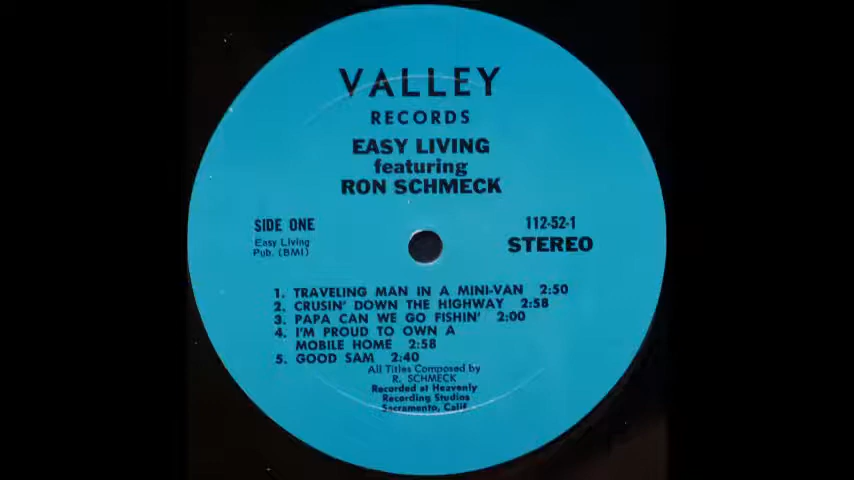 VALLEY
RECORDS
EASY LIVING
featuring
RON SCHMECK
SIDE ONE
Easy Living
Pub. (BMI)
112-52-1
STEREO
1. TRAVELING MAN IN A MINI-VAN 2:50
2. CRUSIN' DOWN THE HIGHWAY 2:58
3. PAPA CAN WE GO FISHIN' 2:00
4. I'M PROUD TO OWN A
MOBILE HOME 2:58
5. GOOD SAM 2:40
All Titles Composed by
R. SCHMECK
Recorded at Heavenly
Recording Studios
Sacramento, Calif.